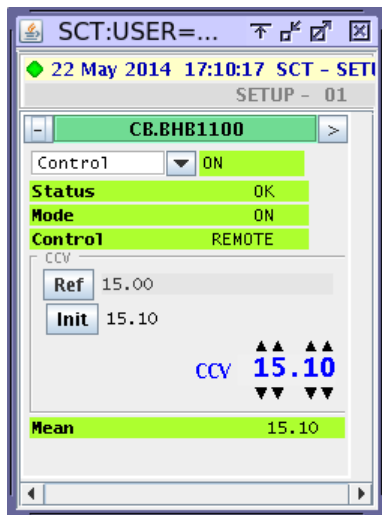 SCT:USER=...
22 May 2014 17:10:17 SCT - SETU
SETUP - 01
- CB.BHB1100 >
Control ON
Status OK
Mode ON
Control REMOTE
CCV
Ref 15.00
Init 15.10
CCV 15.10
Mean 15.10